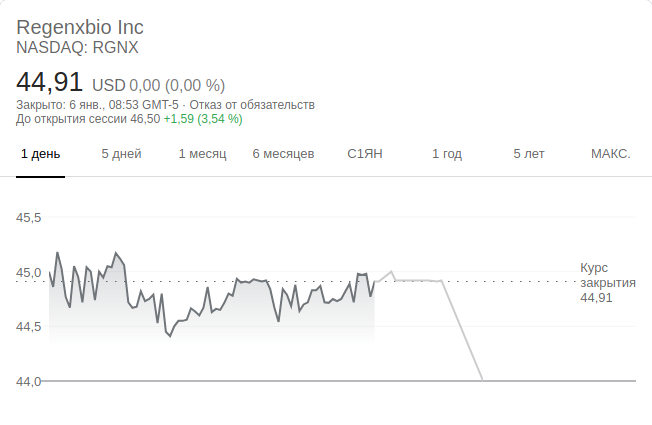 Regenxbio Inc
NASDAQ: RGNX
44,91 USD 0,00 (0,00 %)
Закрыто: 6 янв., 08:53 GMT-5 · Отказ от обязательств
До открытия сессии 46,50 +1,59 (3,54 %)
1 день 5 дней 1 месяц 6 месяцев С1ЯН 1 год 5 лет МАКС.
45,5
45,0
44,5
44,0
Курс
закрытия
44,91